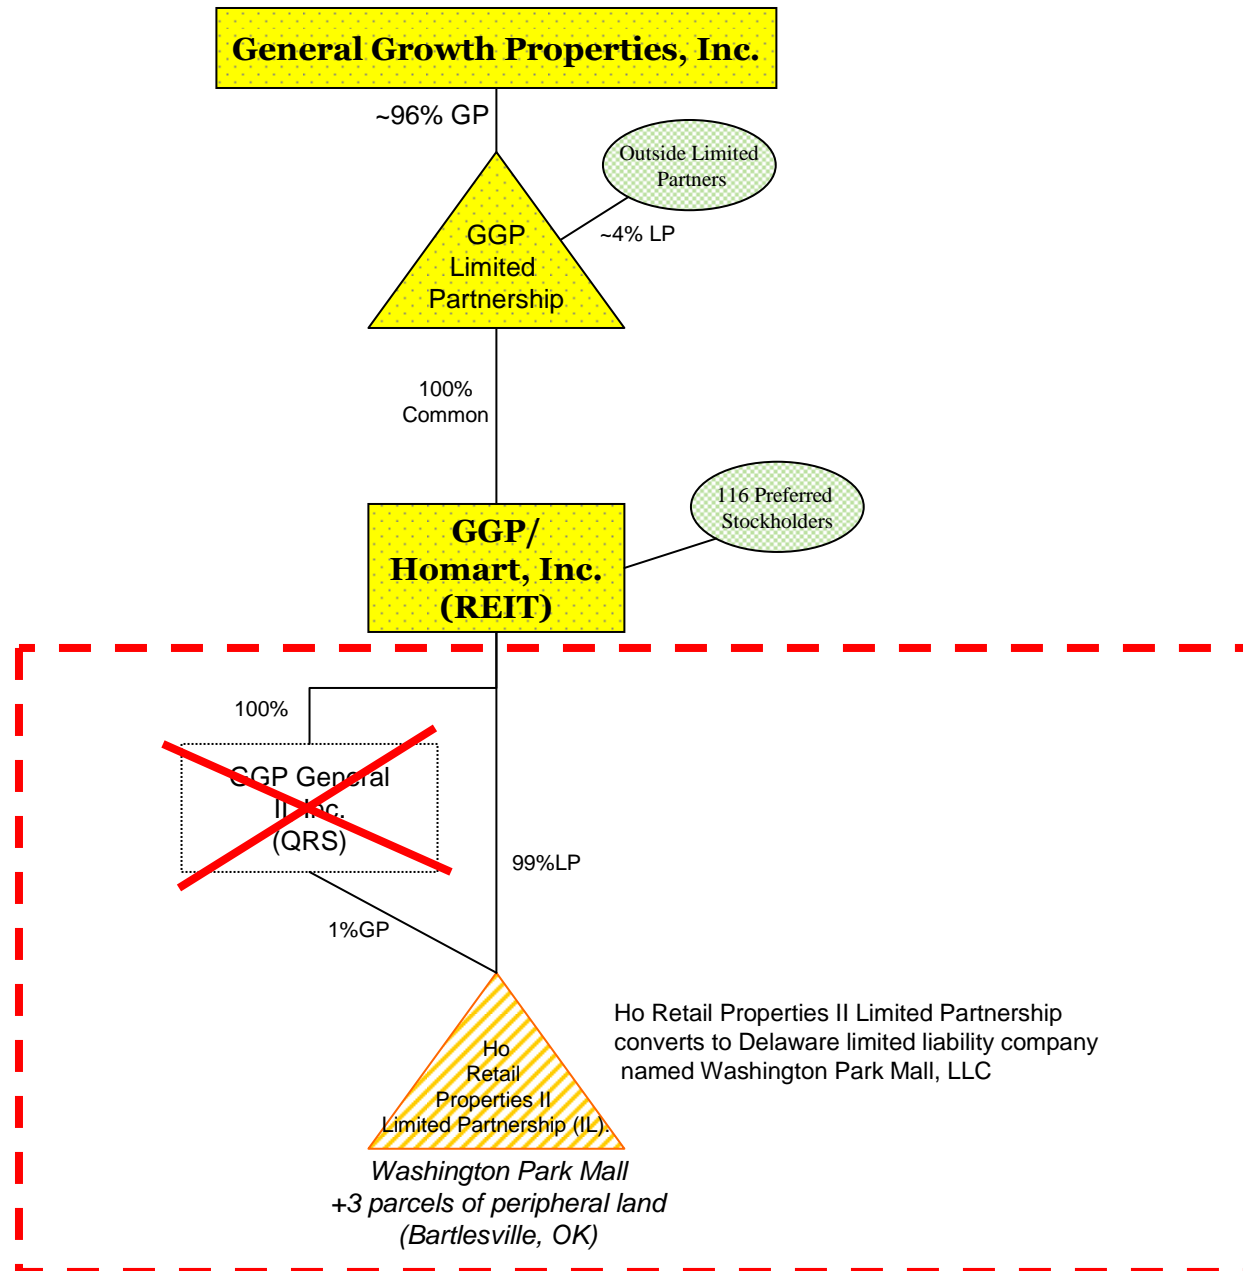 General Growth Properties, Inc.
~96% GP
Outside Limited
Partners
~4% LP
GGP
Limited
Partnership
100%
Common
116 Preferred
Stockholders
GGP/
Homart, Inc.
(REIT)
100%
GGP General
II, Inc.
(QRS)
99%LP
1%GP
Ho Retail Properties II Limited Partnership
converts to Delaware limited liability company
named Washington Park Mall, LLC
Ho
Retail
Properties II
Limited Partnership (IL).
Washington Park Mall
+3 parcels of peripheral land
(Bartlesville, OK)